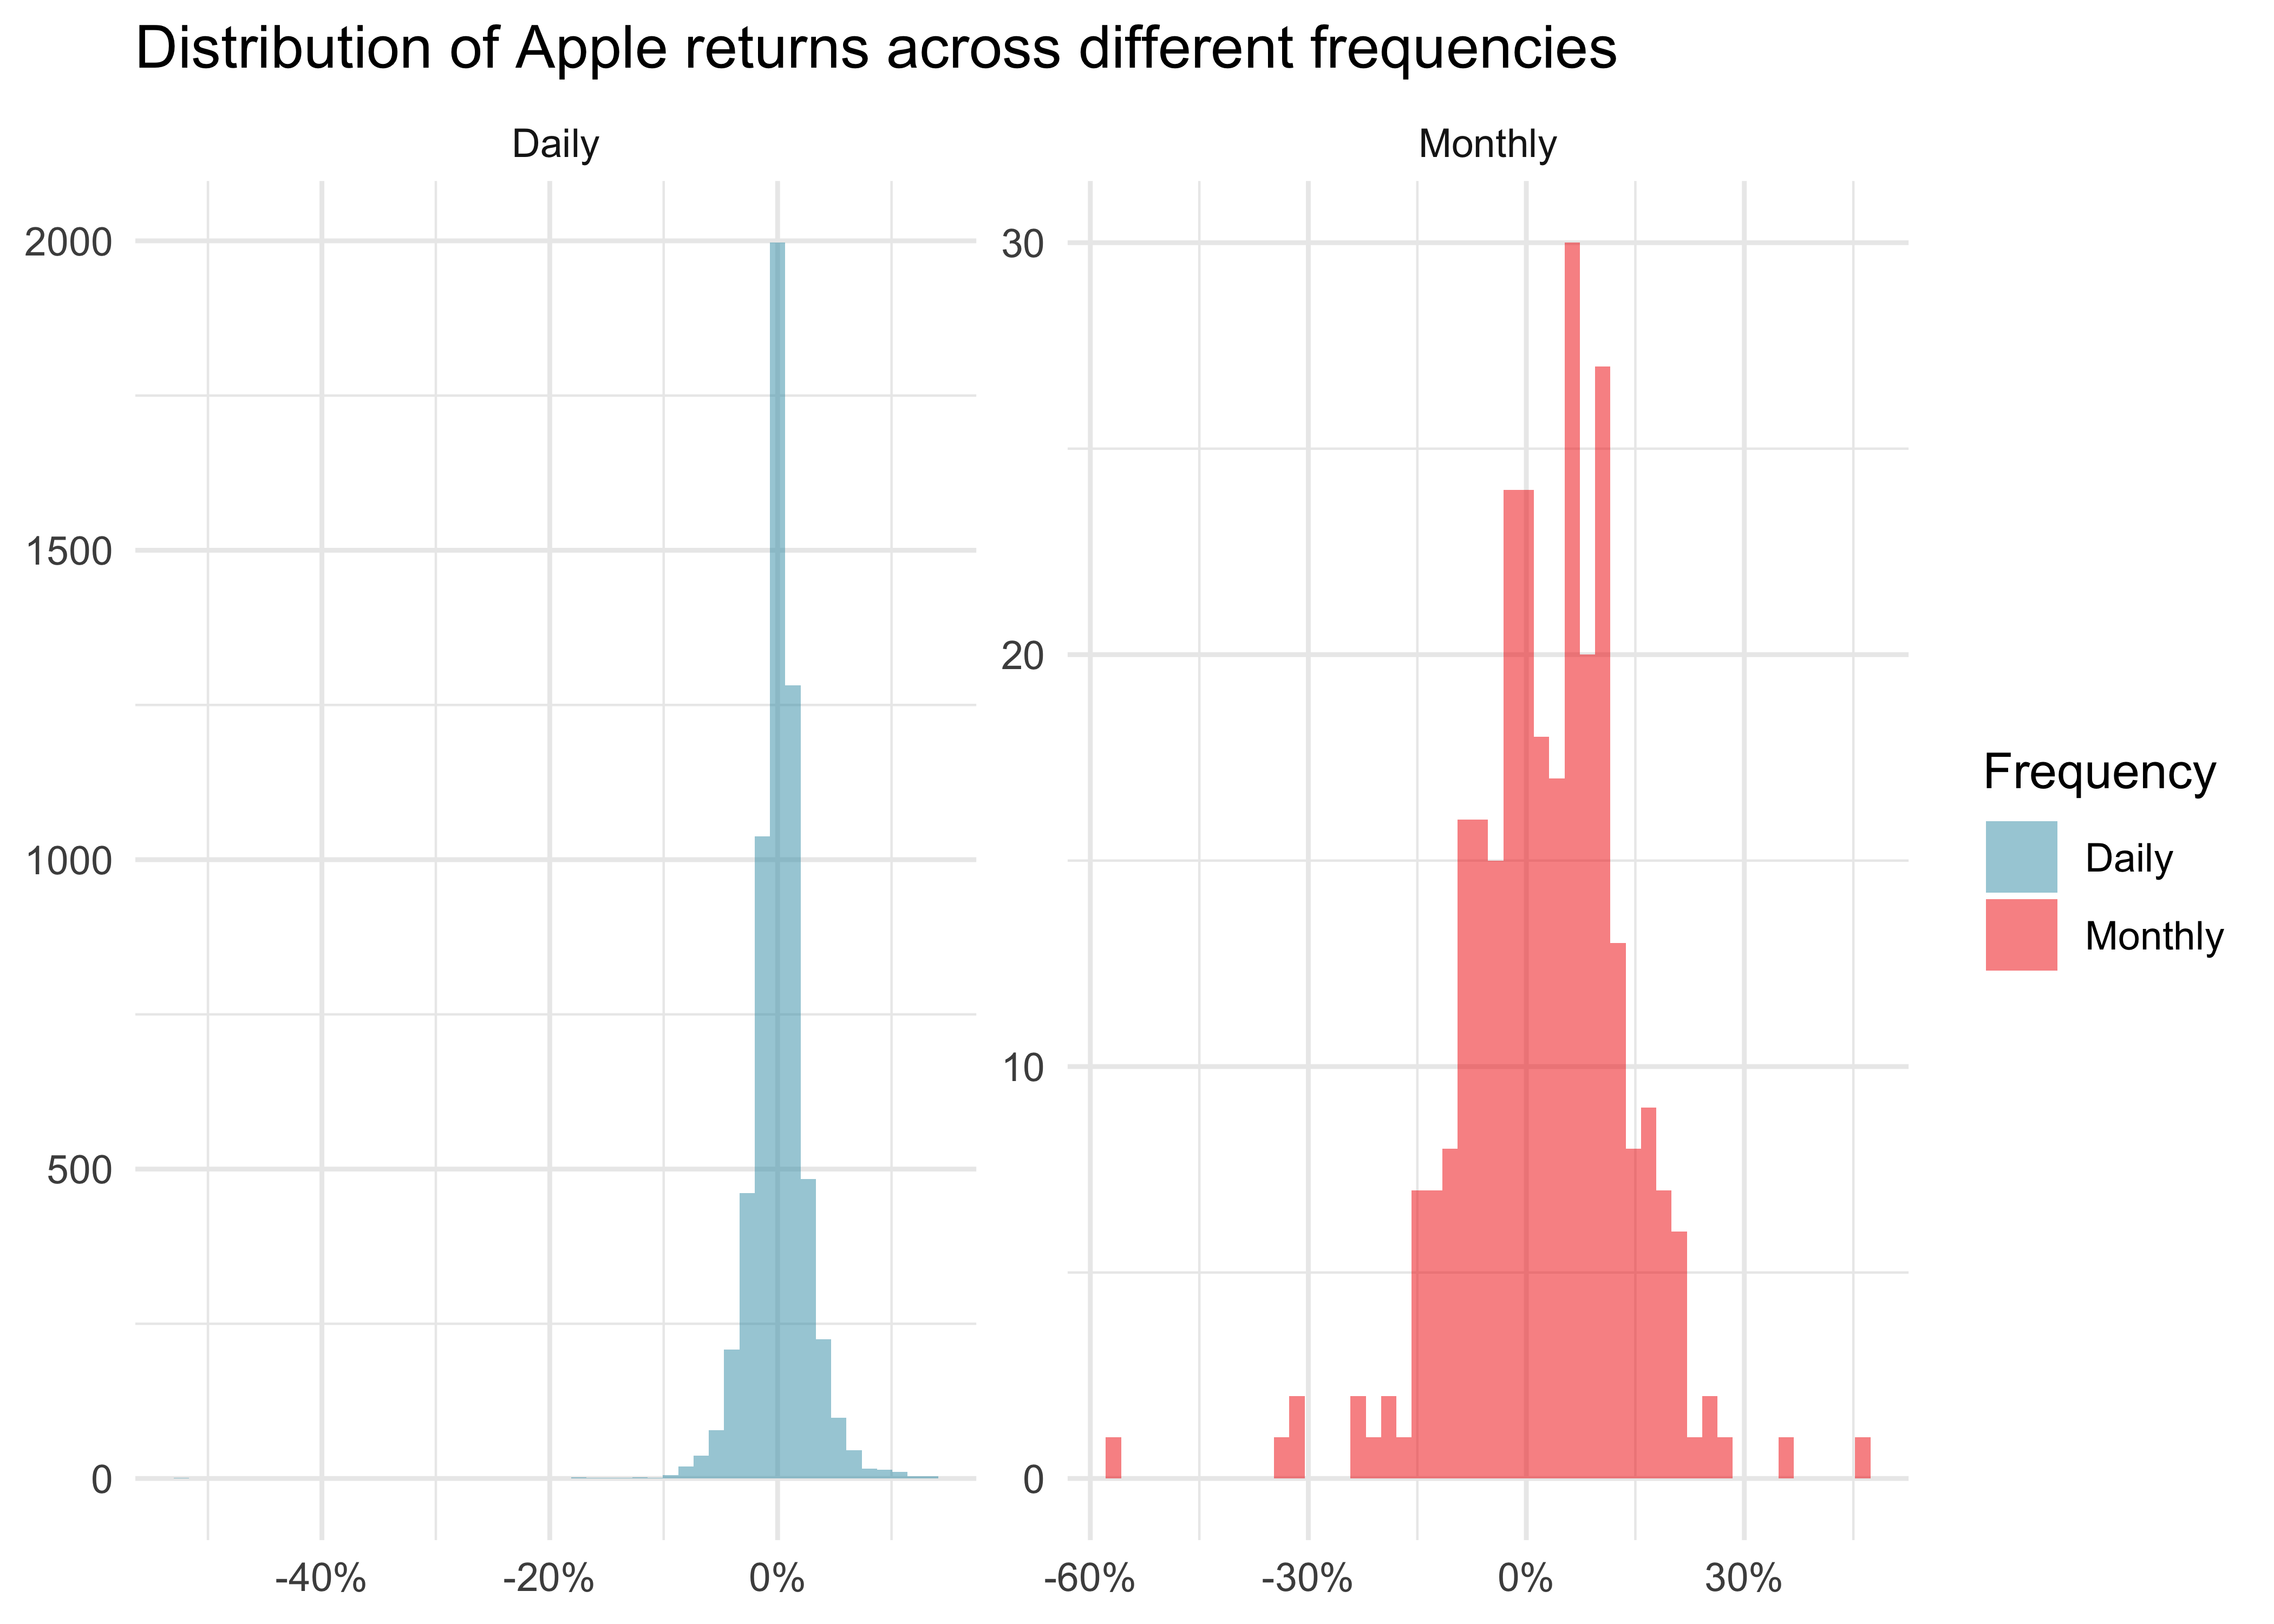 Distribution of Apple returns across different frequencies
Daily
Monthly
2000
1500
1000
500
0
-40%
-20%
0%
30
20
10
0
-60%
-30%
0%
30%
Frequency
Daily
Monthly